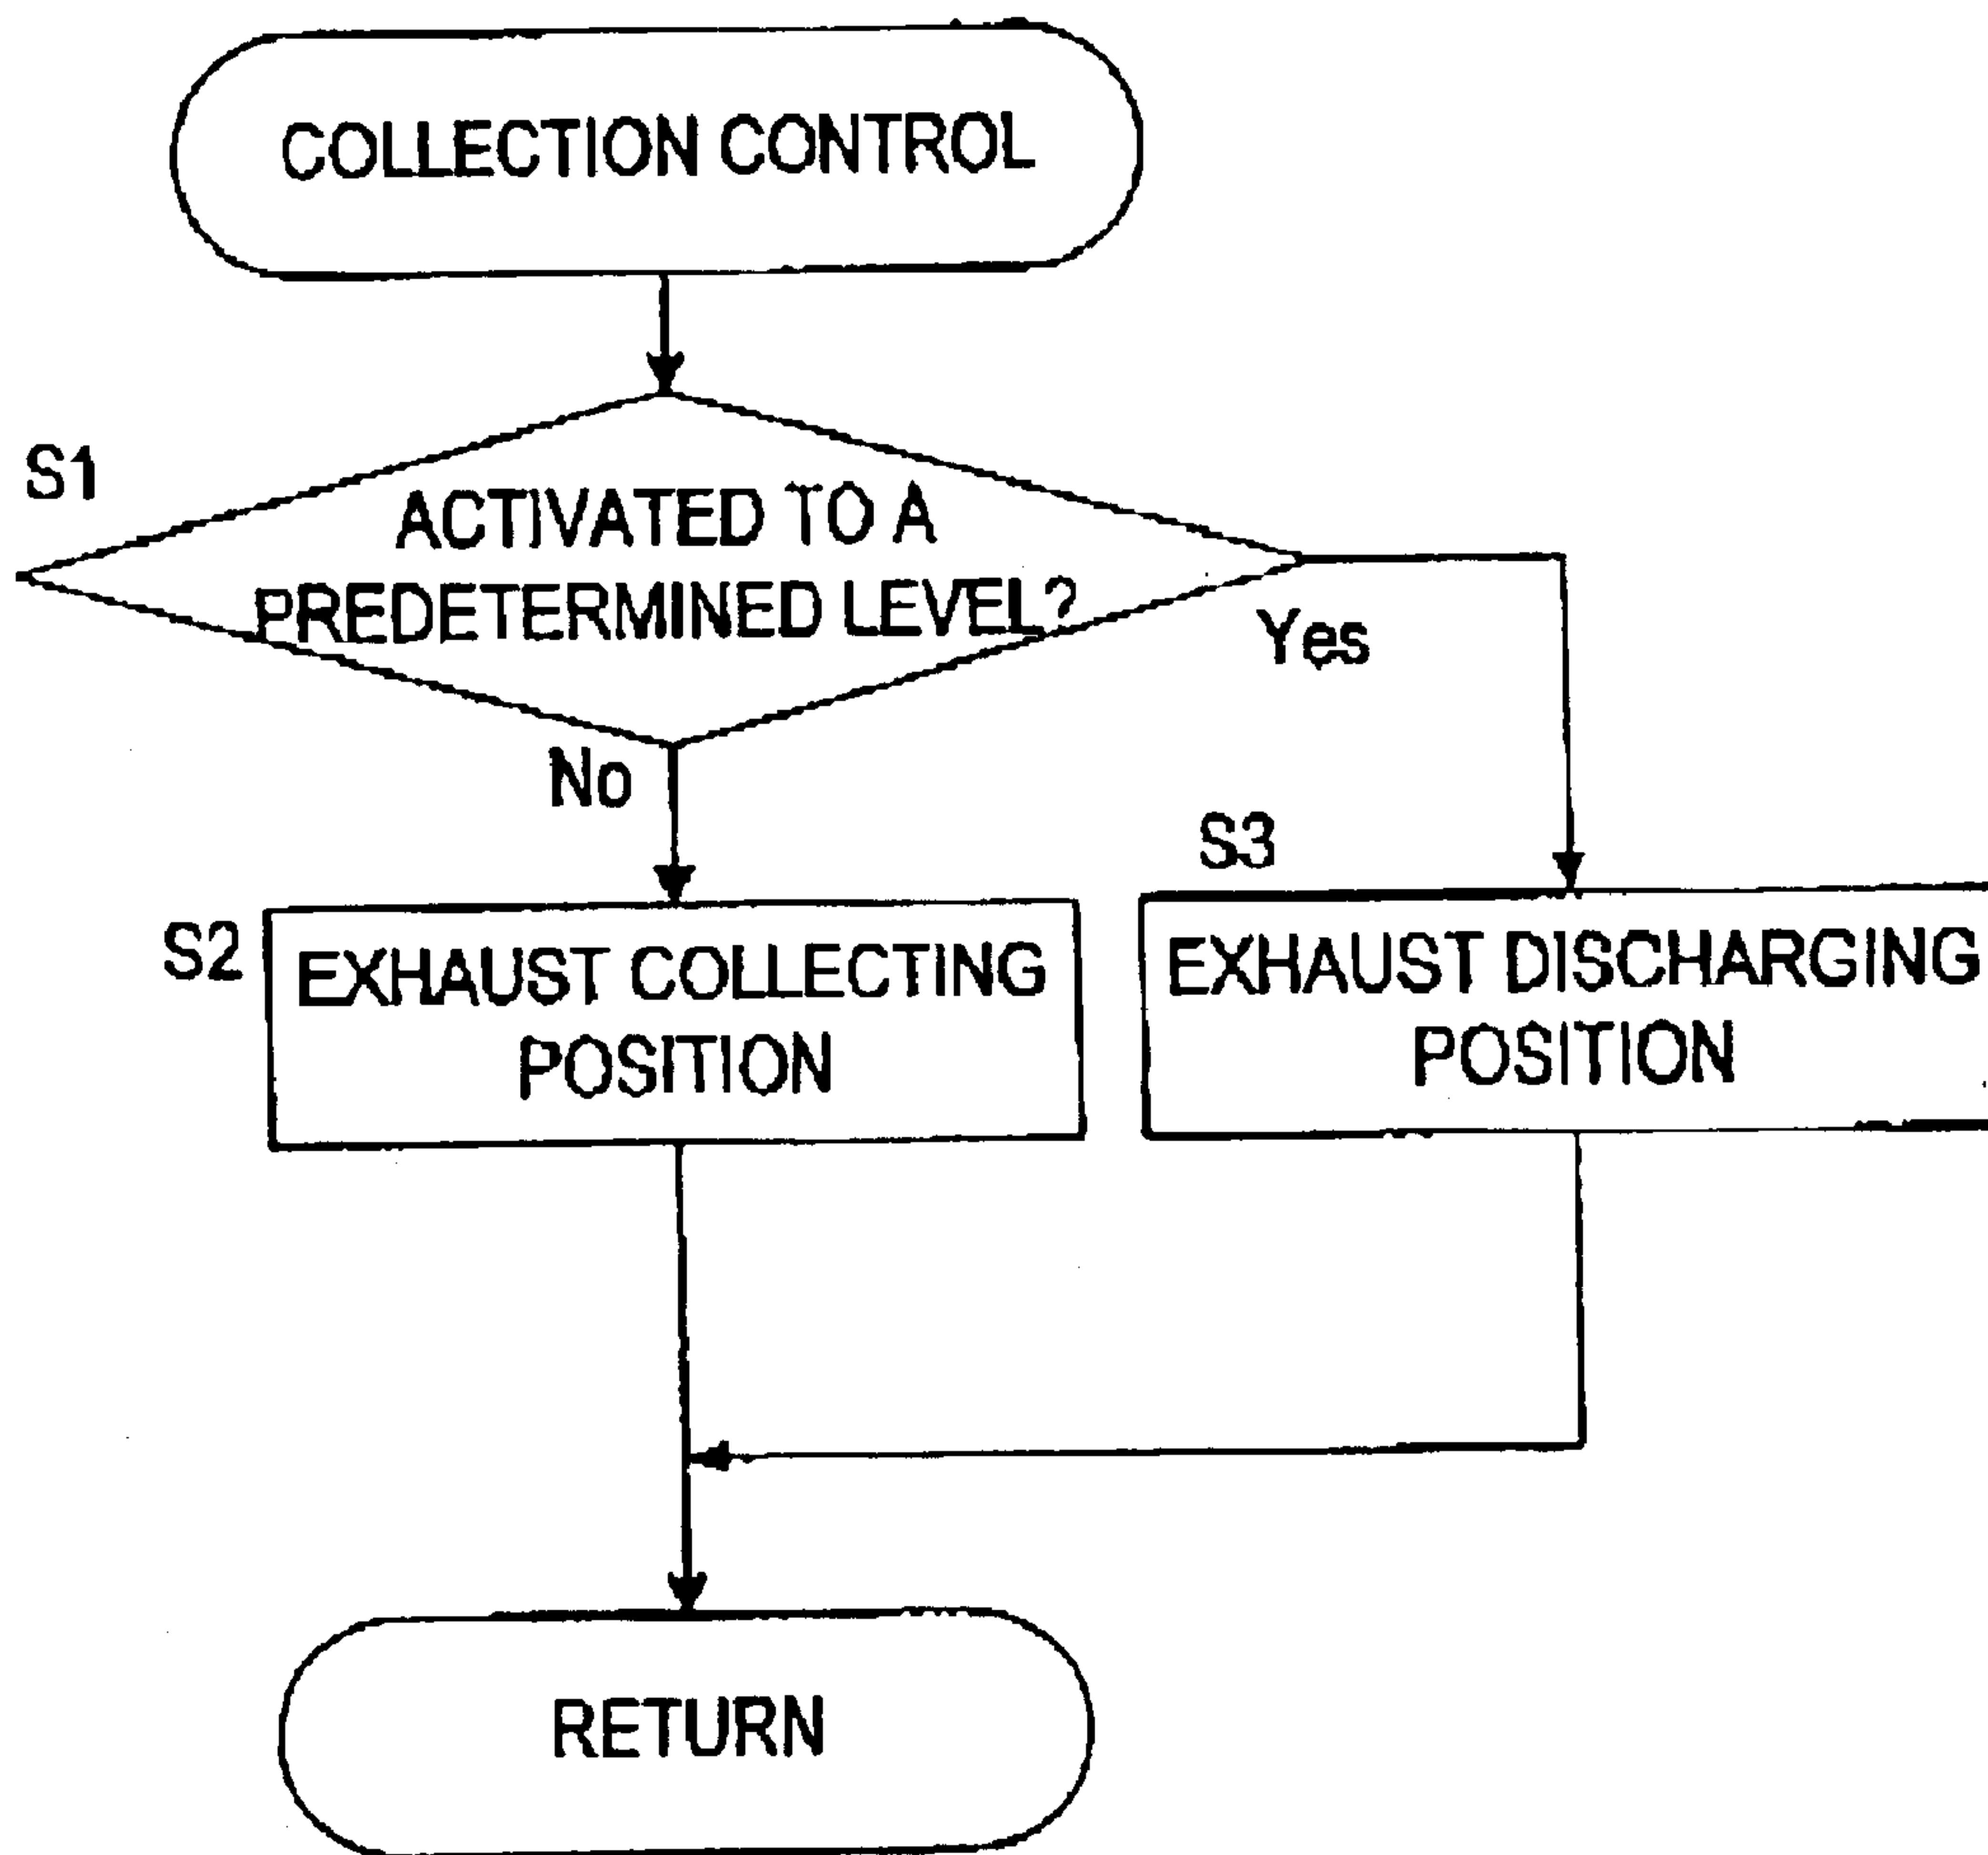 COLLECTION CONTROL
S1
ACTIVATED TO A
PREDETERMINED LEVEL?
Yes
No
S3
S2
EXHAUST COLLECTING
POSITION
EXHAUST DISCHARGING
POSITION
RETURN